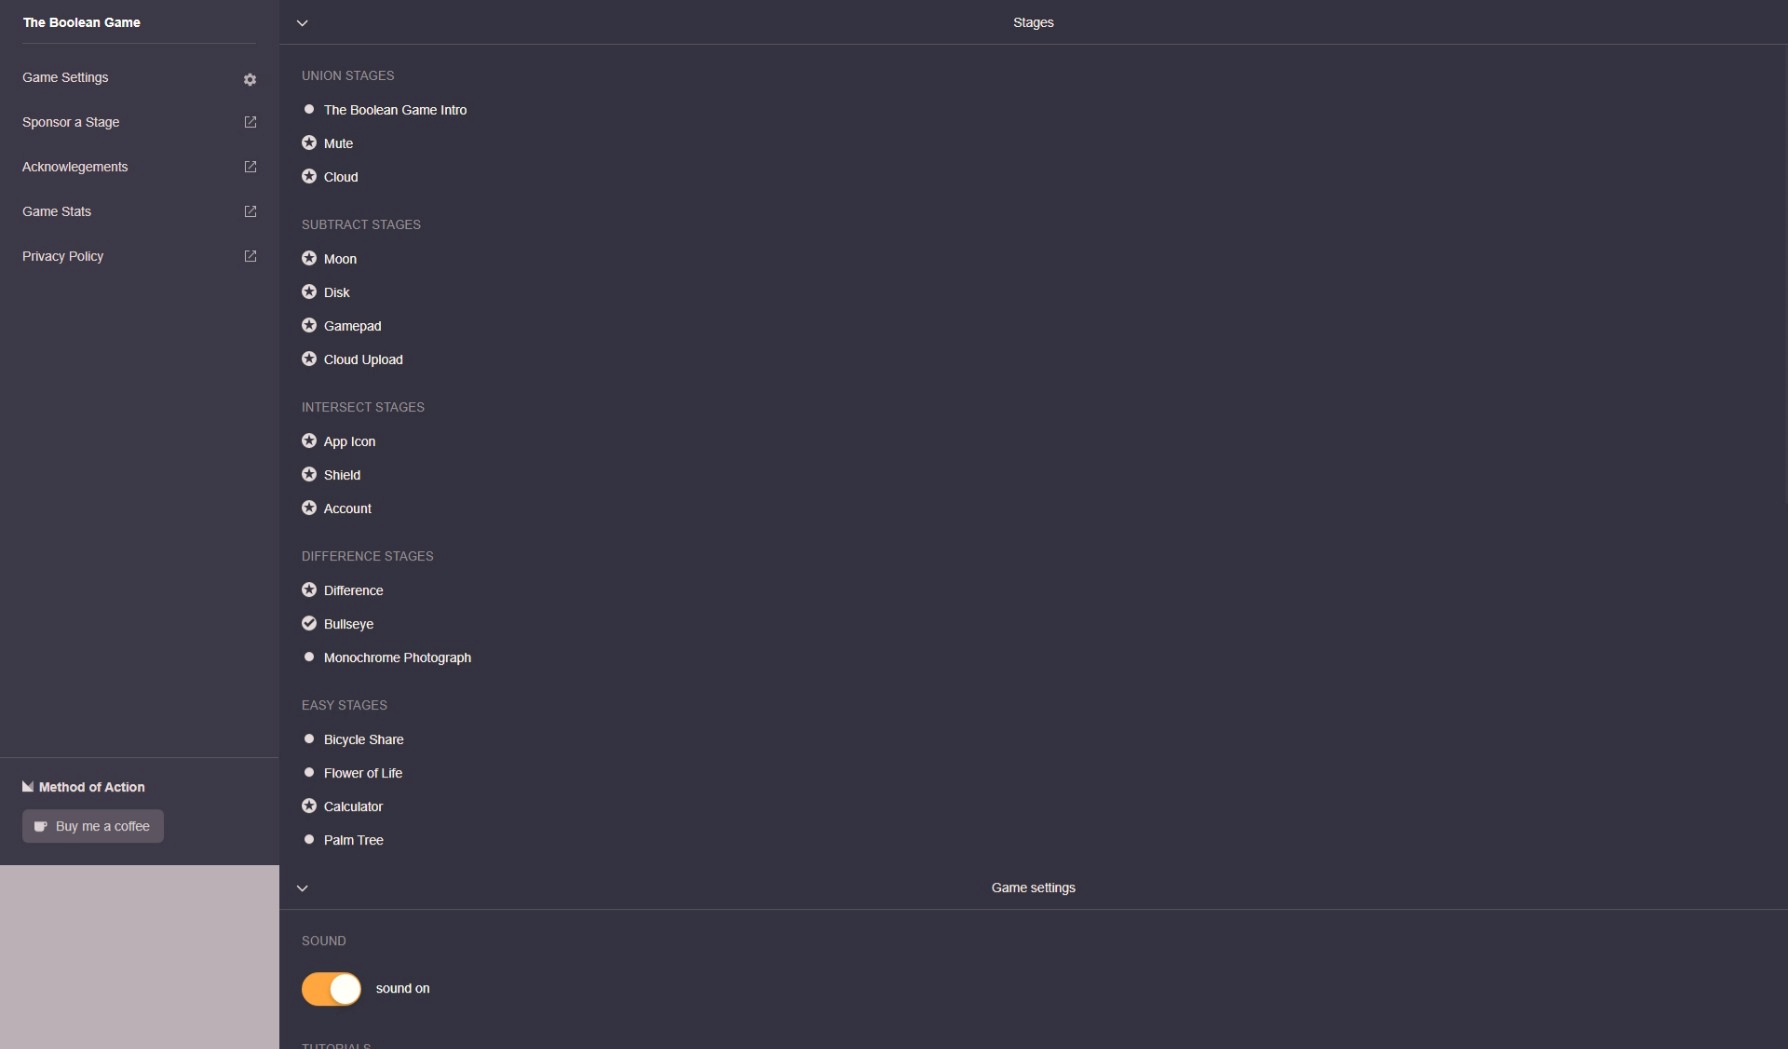 The Boolean Game
Game Settings
Sponsor a Stage
Acknowlegements
Game Stats
Privacy Policy
Method of Action
Buy me a coffee
Stages
UNION STAGES
The Boolean Game Intro
Mute
Cloud
SUBTRACT STAGES
Moon
Disk
Gamepad
Cloud Upload
INTERSECT STAGES
App Icon
Shield
Account
DIFFERENCE STAGES
Difference
Bullseye
Monochrome Photograph
EASY STAGES
Bicycle Share
Flower of Life
Calculator
Palm Tree
Game settings
SOUND
sound on
TUTORIALS